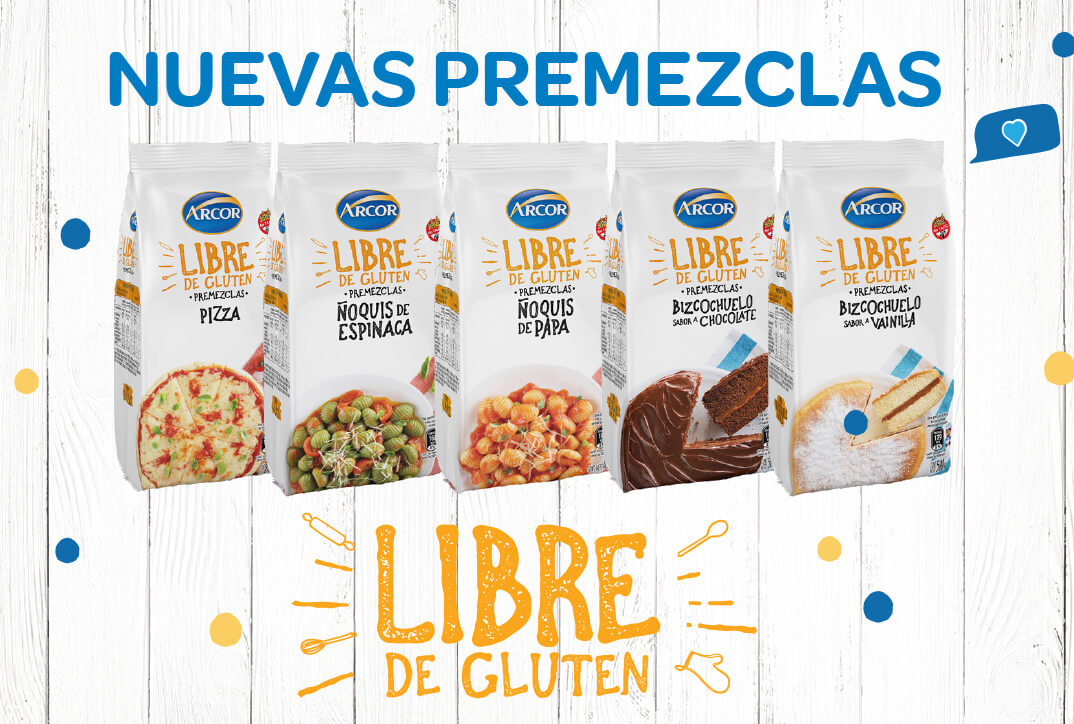 NUEVAS PREMEZCLAS
ARCOR
LIBRE
DE GLUTEN
PREMEZCLAS
PIZZA
ARCOR
LIBRE
DE GLUTEN
•PREMEZCLAS•
ÑOQUIS DE
ESPINACA
ARCOR
LIBRE
DE GLUTEN
•PREMEZCLAS•
ÑOQUIS
DE PAPA
ARCOR
LIBRE
DE GLUTEN
•PREMEZCLAS•
BIZCOCHUELO
SABOR A CHOCOLATE
ARCOR
LIBRE
DE GLUTEN
•PREMEZCLAS•
BIZCOCHUELO
SABOR A VAINILLA
LIBRE
DE GLUTEN